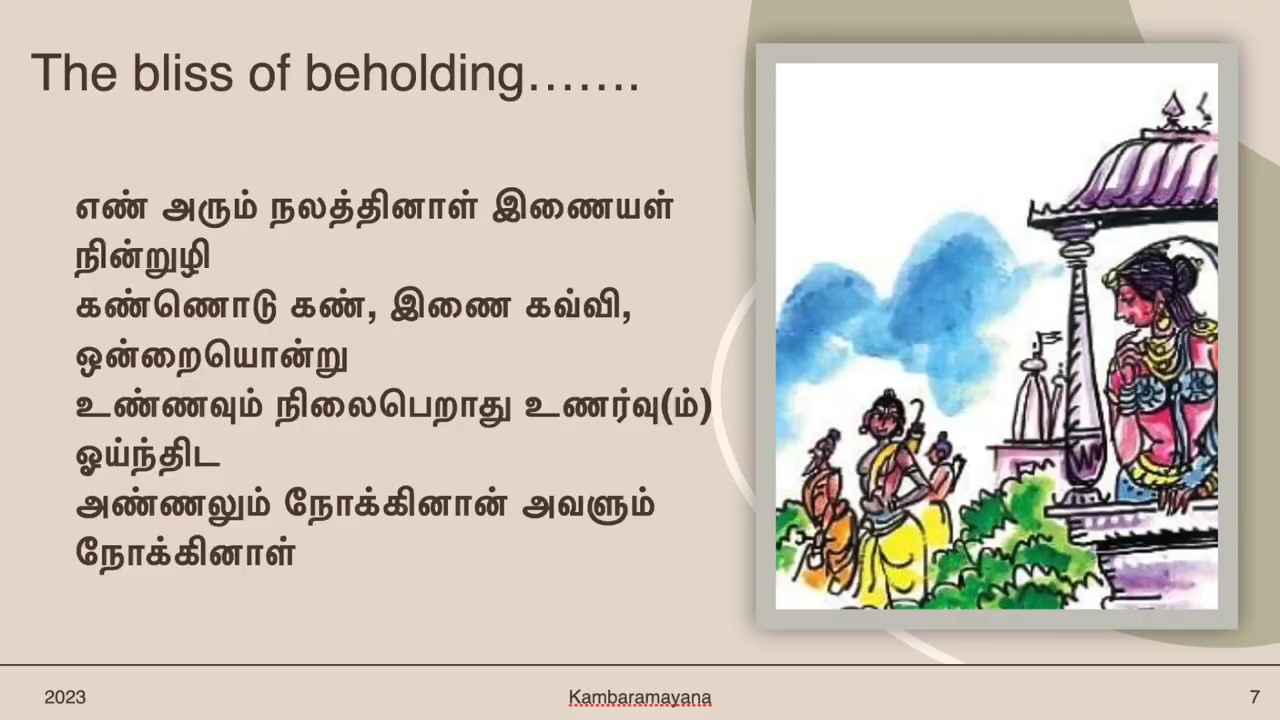 The bliss of beholding.......
எண் அரும் நலத்தினாள் இணையள்
நின்றுழி
கண்ணொடு கண், இணை கவ்வி,
ஒன்றையொன்று
உண்ணவும் நிலைபெறாது உணர்வு(ம்)
ஓய்ந்திட
அண்ணலும் நோக்கினான் அவளும்
நோக்கினாள்
2023
Kambaramayana
7